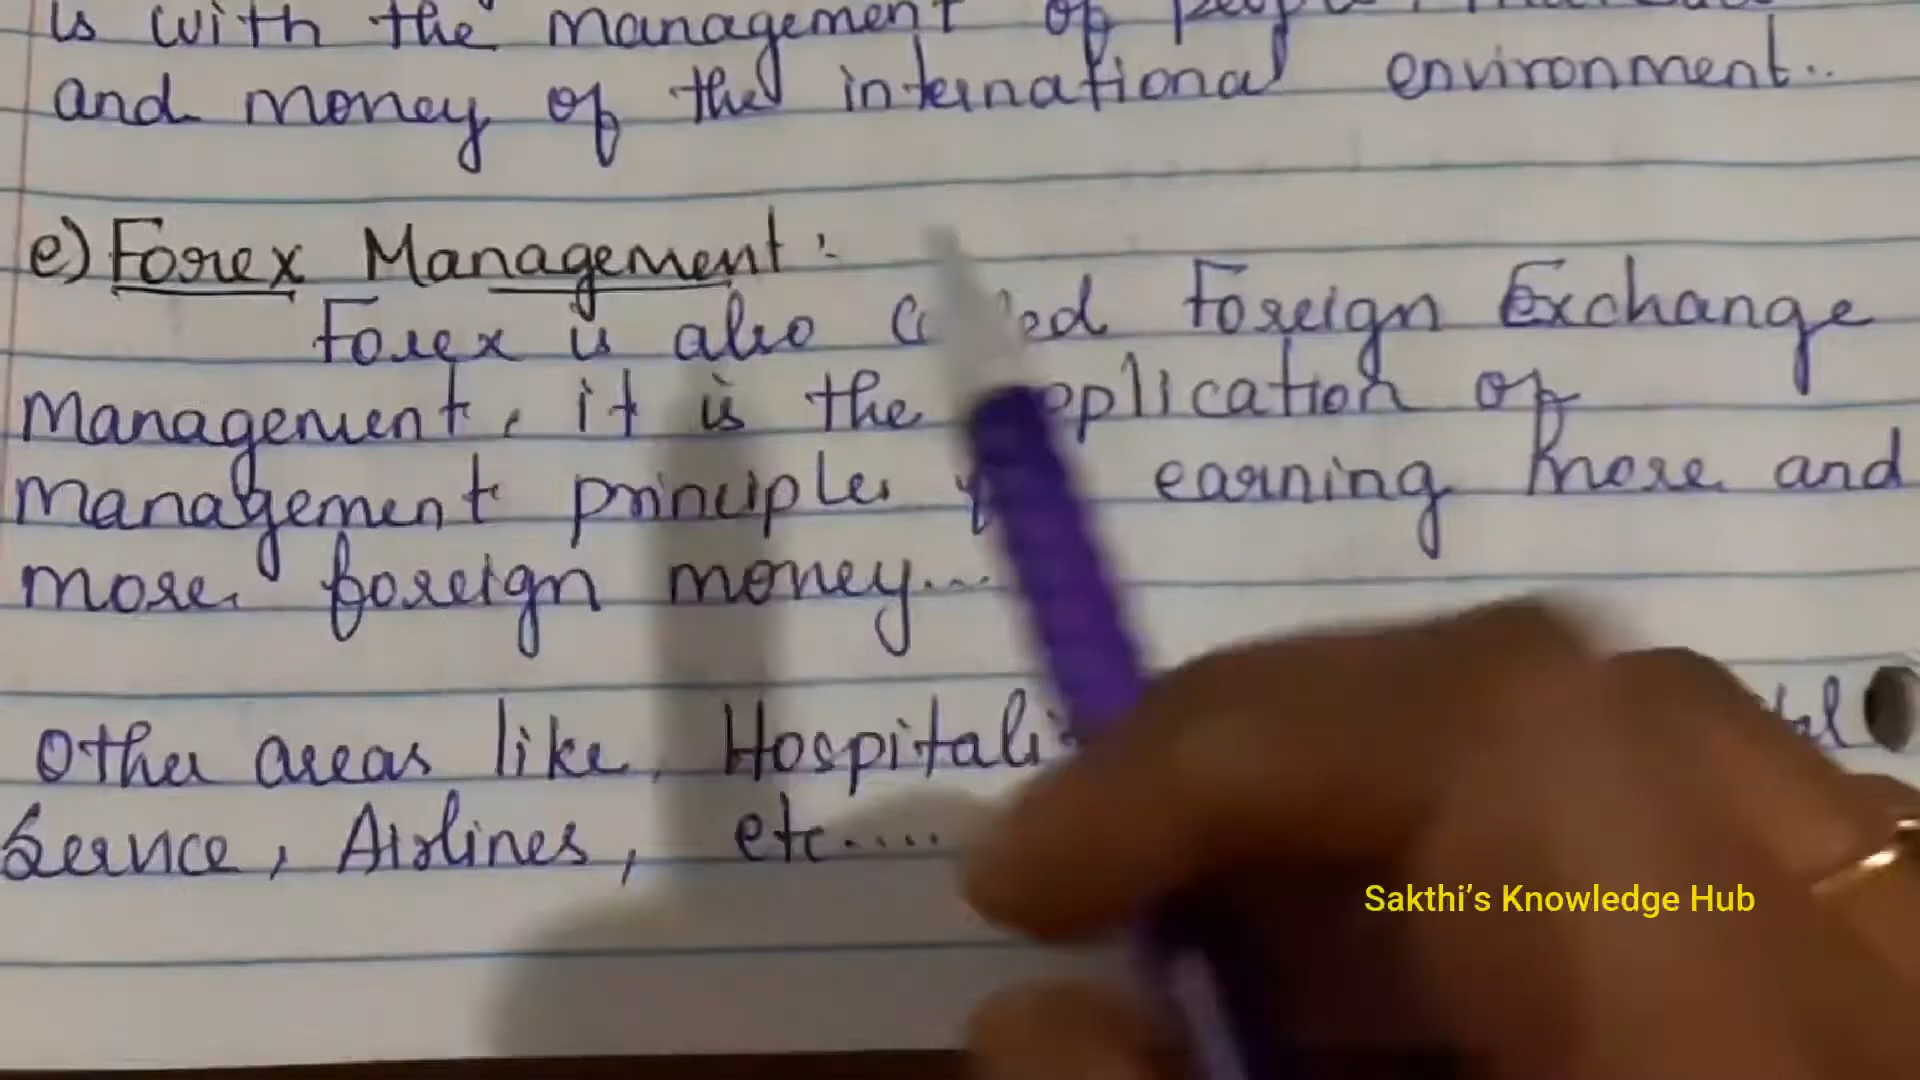 is with the management of
and money of the international environment..
e) Forex Management:
Forex is also Foreign Exchange
Management, it is the of
management principles earning more and
more foreign money...
Other areas like,
Service, Airlines, etc....
Sakthi's Knowledge Hub